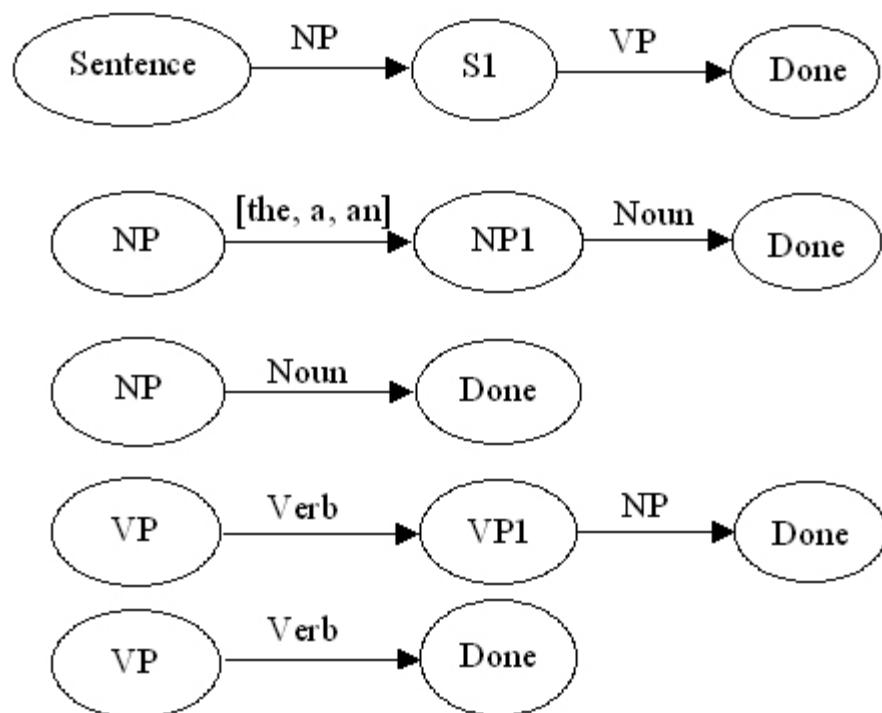 NP VP
Sentence S1 Done
[the, a, an] Noun
NP NP1 Done
Noun
NP Done
Verb NP
VP VP1 Done
Verb
VP Done